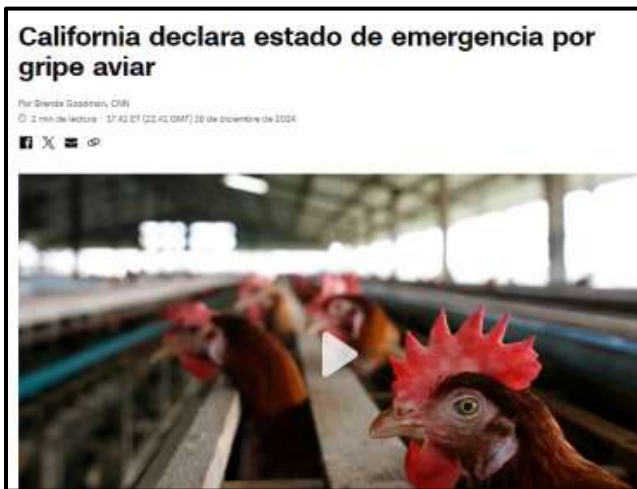 California declara estado de emergencia por
gripe aviar
Por Brenda Goodman, CNN
2 min de lectura · 17:41 ET (22:41 GMT) 18 de diciembre de 2024